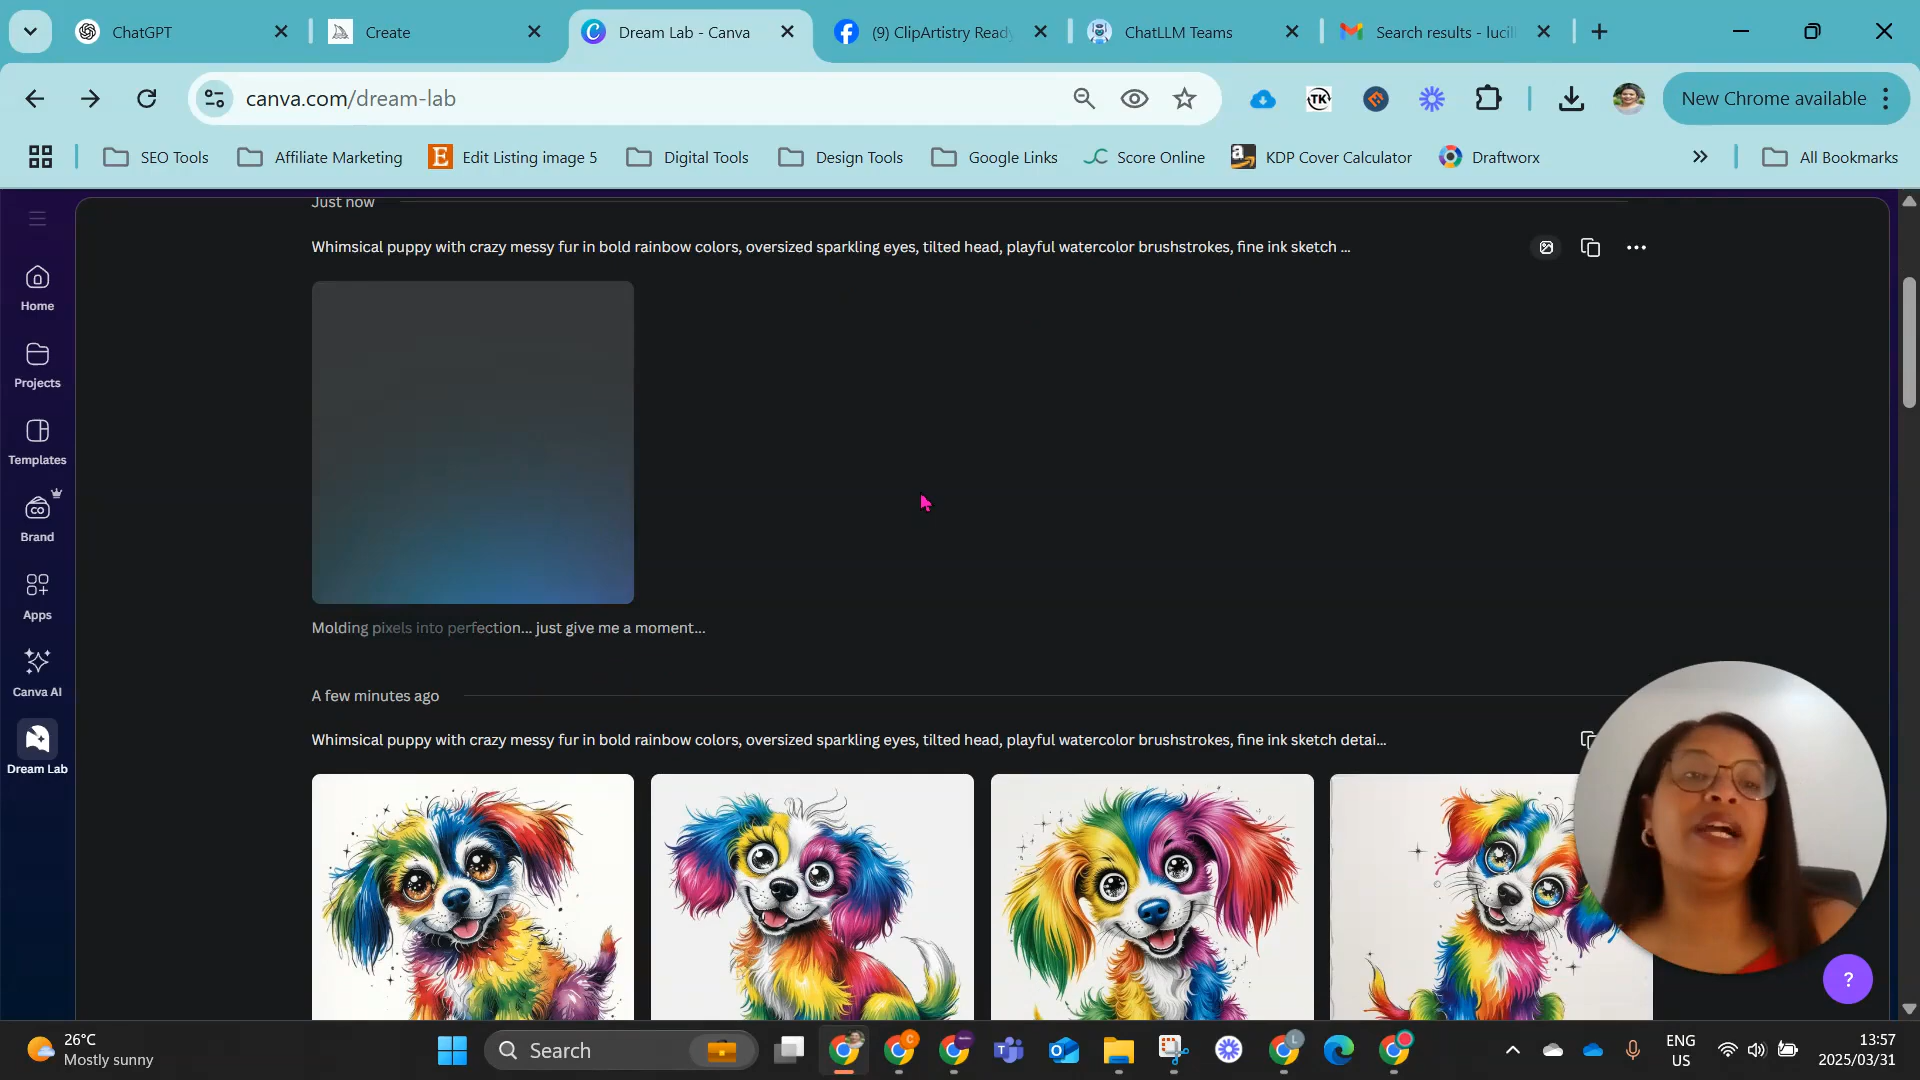 ChatGPT
Create
Dream Lab - Canva
(9) ClipArtistry Ready
ChatLLM Teams
Search results - lucil
canva.com/dream-lab
New Chrome available
SEO Tools
Affiliate Marketing
Edit Listing image 5
Digital Tools
Design Tools
Google Links
Score Online
KDP Cover Calculator
Draftworx
All Bookmarks
Just now
Whimsical puppy with crazy messy fur in bold rainbow colors, oversized sparkling eyes, tilted head, playful watercolor brushstrokes, fine ink sketch ...
Home
Projects
Templates
Brand
Apps
Canva AI
Dream Lab
Molding pixels into perfection... just give me a moment...
A few minutes ago
Whimsical puppy with crazy messy fur in bold rainbow colors, oversized sparkling eyes, tilted head, playful watercolor brushstrokes, fine ink sketch detai...
?
26°C
Mostly sunny
Search
ENG
US
13:57
2025/03/31